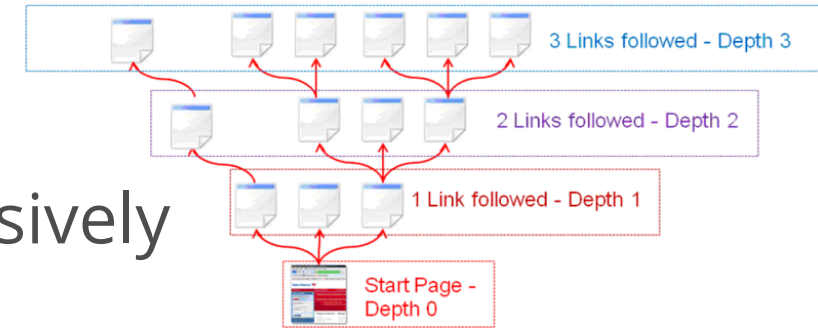 3 Links followed - Depth 3
2 Links followed - Depth 2
sively
1 Link followed - Depth 1
Start Page -
Depth 0